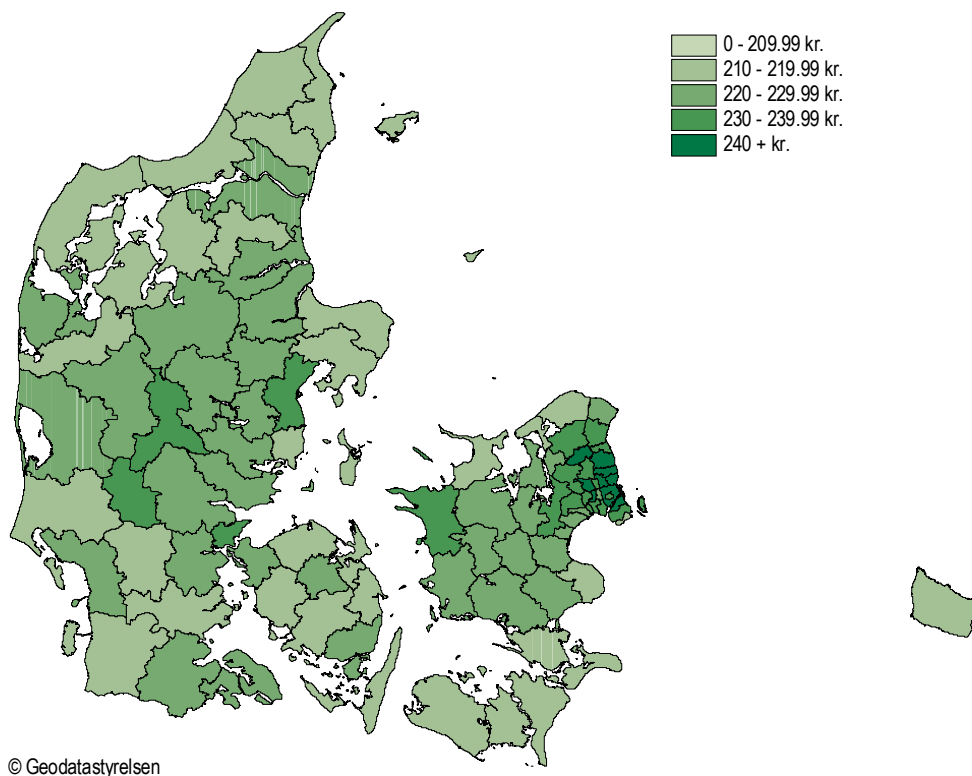 0 - 209.99 kr.
210 - 219.99 kr.
220 - 229.99 kr.
230 - 239.99 kr.
240 + kr.
© Geodatastyrelsen